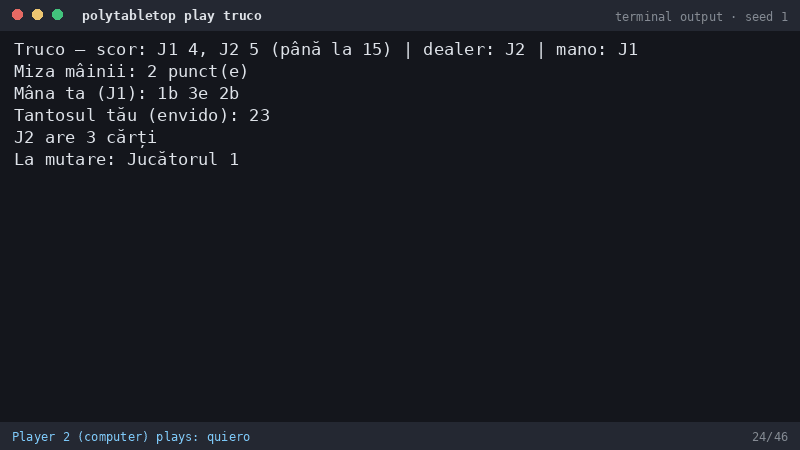 polytabletop play truco
terminal output · seed 1
Truco — scor: J1 4, J2 5 (până la 15) | dealer: J2 | mano: J1
Miza mâinii: 2 punct(e)
Mâna ta (J1): 1b 3e 2b
Tantosul tău (envido): 23
J2 are 3 cărți
La mutare: Jucătorul 1
Player 2 (computer) plays: quiero
24/46